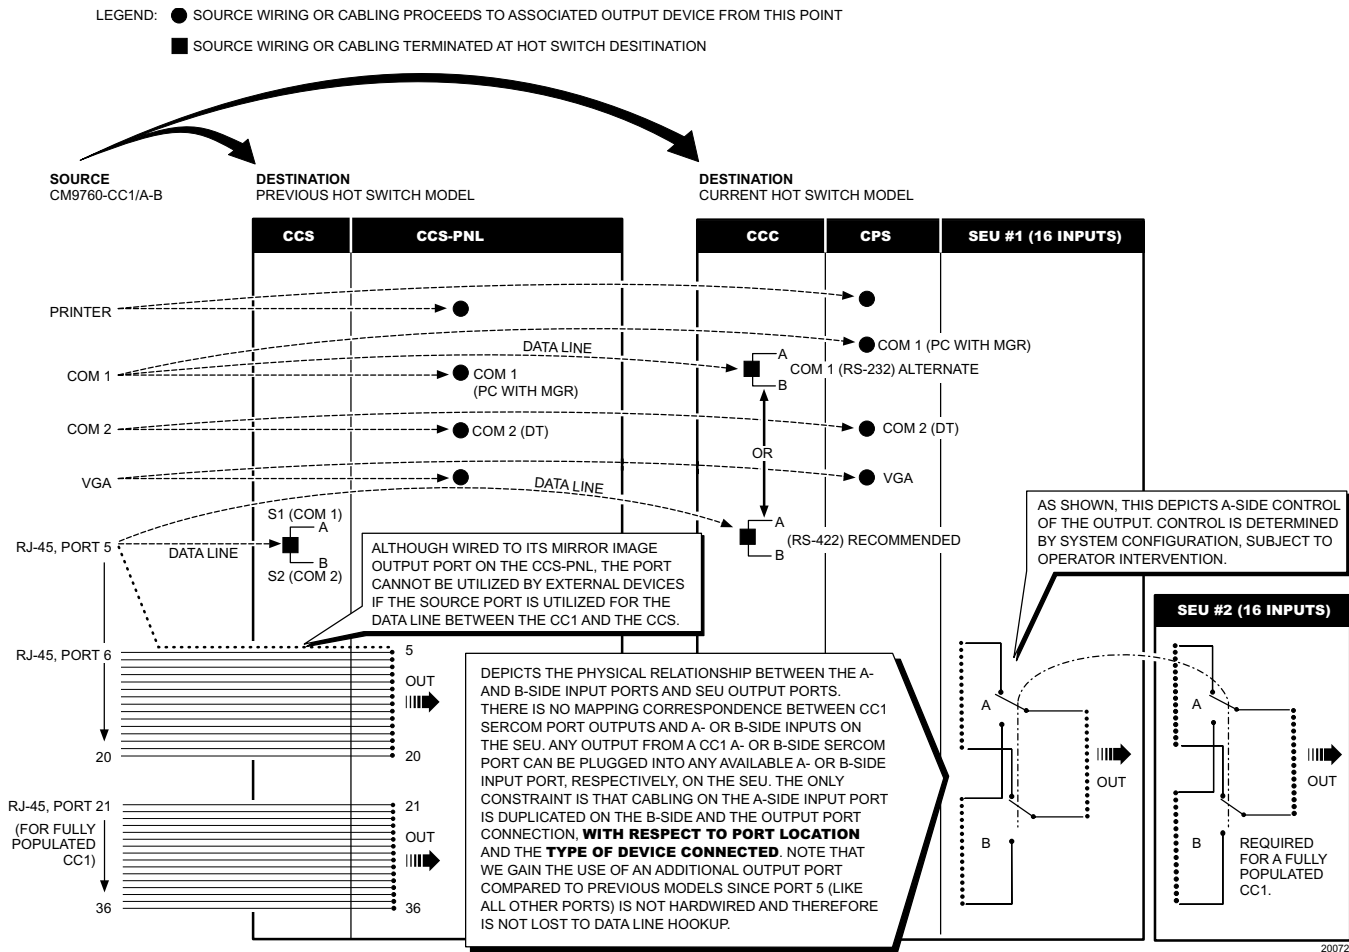 LEGEND: SOURCE WIRING OR CABLING PROCEEDS TO ASSOCIATED OUTPUT DEVICE FROM THIS POINT
SOURCE WIRING OR CABLING TERMINATED AT HOT SWITCH DESITINATION
SOURCE
CM9760-CC1/A-B
DESTINATION
PREVIOUS HOT SWITCH MODEL
DESTINATION
CURRENT HOT SWITCH MODEL
CCS
CCS-PNL
CCC
CPS
SEU #1 (16 INPUTS)
PRINTER
COM 1
COM 1
(PC WITH MGR)
DATA LINE
A
B
COM 1 (PC WITH MGR)
COM 1 (RS-232) ALTERNATE
COM 2
COM 2 (DT)
OR
COM 2 (DT)
VGA
DATA LINE
VGA
RJ-45, PORT 5
DATA LINE
S1 (COM 1)
A
B
S2 (COM 2)
A
(RS-422) RECOMMENDED
B
ALTHOUGH WIRED TO ITS MIRROR IMAGE
OUTPUT PORT ON THE CCS-PNL, THE PORT
CANNOT BE UTILIZED BY EXTERNAL DEVICES
IF THE SOURCE PORT IS UTILIZED FOR THE
DATA LINE BETWEEN THE CC1 AND THE CCS.
AS SHOWN, THIS DEPICTS A-SIDE CONTROL
OF THE OUTPUT. CONTROL IS DETERMINED
BY SYSTEM CONFIGURATION, SUBJECT TO
OPERATOR INTERVENTION.
SEU #2 (16 INPUTS)
RJ-45, PORT 6
20
5
OUT
20
RJ-45, PORT 21
(FOR FULLY
POPULATED
CC1)
36
21
OUT
36
DEPICTS THE PHYSICAL RELATIONSHIP BETWEEN THE A-
AND B-SIDE INPUT PORTS AND SEU OUTPUT PORTS.
THERE IS NO MAPPING CORRESPONDENCE BETWEEN CC1
SERCOM PORT OUTPUTS AND A- OR B-SIDE INPUTS ON
THE SEU. ANY OUTPUT FROM A CC1 A- OR B-SIDE SERCOM
PORT CAN BE PLUGGED INTO ANY AVAILABLE A- OR B-SIDE
INPUT PORT, RESPECTIVELY, ON THE SEU. THE ONLY
CONSTRAINT IS THAT CABLING ON THE A-SIDE INPUT PORT
IS DUPLICATED ON THE B-SIDE AND THE OUTPUT PORT
CONNECTION, WITH RESPECT TO PORT LOCATION
AND THE TYPE OF DEVICE CONNECTED. NOTE THAT
WE GAIN THE USE OF AN ADDITIONAL OUTPUT PORT
COMPARED TO PREVIOUS MODELS SINCE PORT 5 (LIKE
ALL OTHER PORTS) IS NOT HARDWIRED AND THEREFORE
IS NOT LOST TO DATA LINE HOOKUP.
A
B
OUT
A
B
OUT
REQUIRED
FOR A FULLY
POPULATED
CC1.
20072